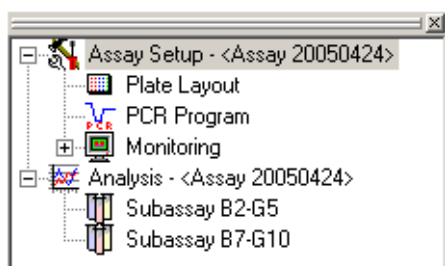 Assay Setup - <Assay 20050424>
Plate Layout
PCR Program
Monitoring
Analysis - <Assay 20050424>
Subassay B2-G5
Subassay B7-G10